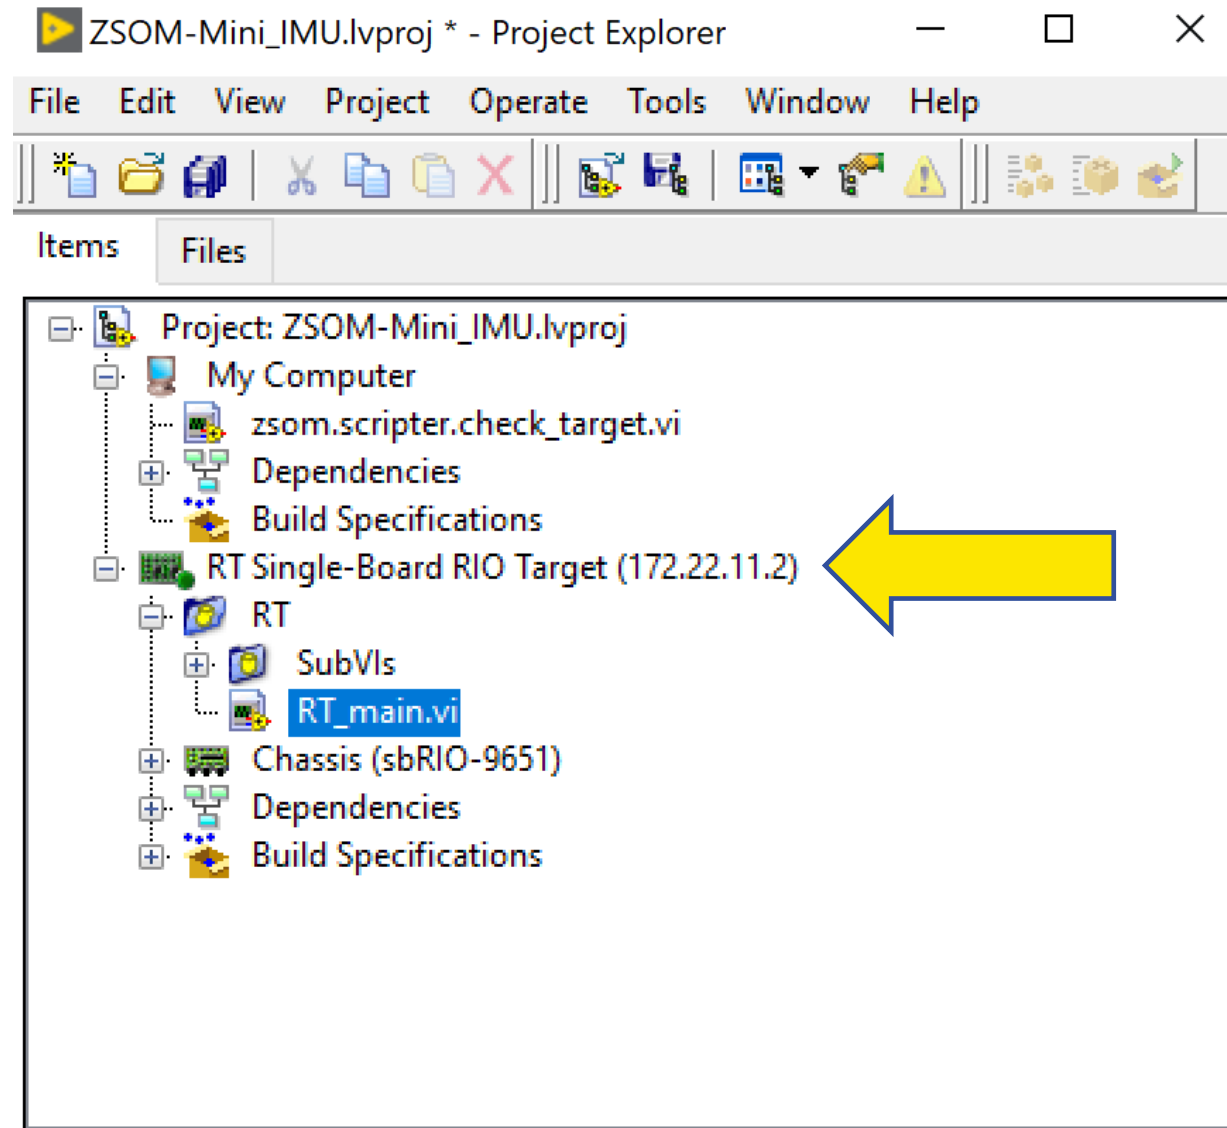 ZSOM-Mini_IMU.lvproj * - Project Explorer
File Edit View Project Operate Tools Window Help
Items Files
Project: ZSOM-Mini_IMU.lvproj
My Computer
zsom.scripter.check_target.vi
Dependencies
Build Specifications
RT Single-Board RIO Target (172.22.11.2)
RT
SubVIs
RT_main.vi
Chassis (sbRIO-9651)
Dependencies
Build Specifications